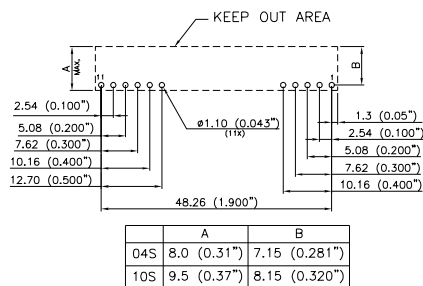 KEEP OUT AREA
A
MAX.
B
11
1
2.54 (0.100")
5.08 (0.200")
7.62 (0.300")
10.16 (0.400")
12.70 (0.500")
ø1.10 (0.043")
(11x)
1.3 (0.05")
2.54 (0.100")
5.08 (0.200")
7.62 (0.300")
10.16 (0.400")
48.26 (1.900")
A B
04S 8.0 (0.31") 7.15 (0.281")
10S 9.5 (0.37") 8.15 (0.320")